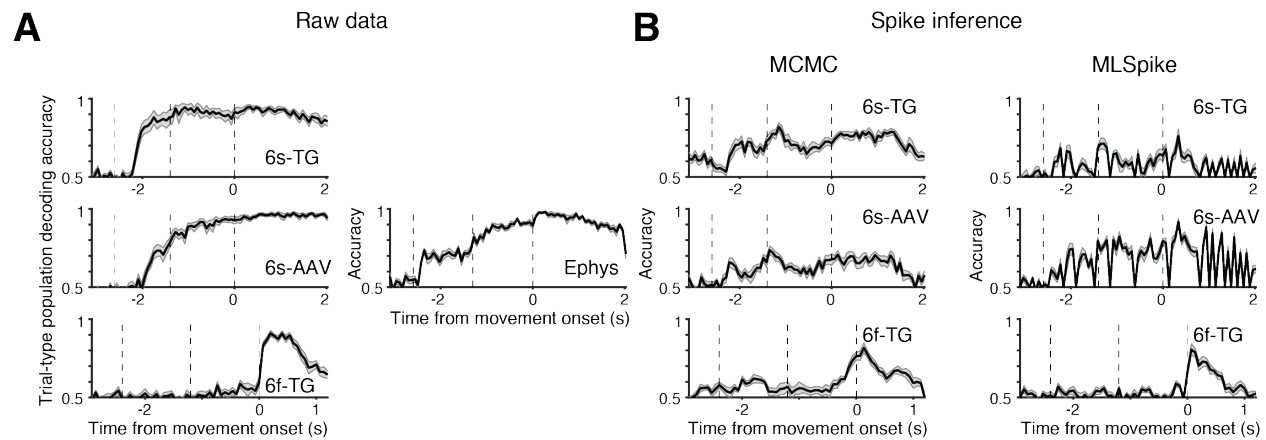 A
Raw data
B
Spike inference
MCMC
MLSpike
Trial-type population decoding accuracy
1
0.5
-2
0
2
6s-TG
1
0.5
-2
0
2
6s-AAV
1
0.5
-2
0
1
6f-TG
Time from movement onset (s)
Accuracy
1
0.5
-2
0
2
Ephys
Time from movement onset (s)
1
0.5
-2
0
2
6s-TG
Accuracy
1
0.5
-2
0
2
6s-AAV
1
0.5
-2
0
1
6f-TG
Time from movement onset (s)
1
0.5
-2
0
2
6s-TG
Accuracy
1
0.5
-2
0
2
6s-AAV
1
0.5
-2
0
1
6f-TG
Time from movement onset (s)